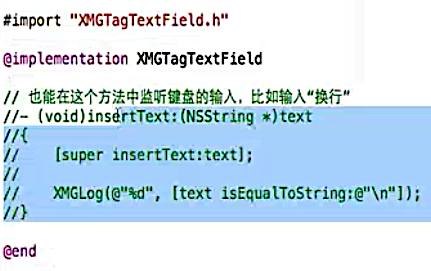 #import "XMGTagTextField.h"
@implementation XMGTagTextField
// 也能在这个方法中监听键盘的输入，比如输入“换行”
//- (void)insertText:(NSString *)text
//{
//    [super insertText:text];
//
//    XMGLog(@"%d", [text isEqualToString:@"\n"]);
//}
@end